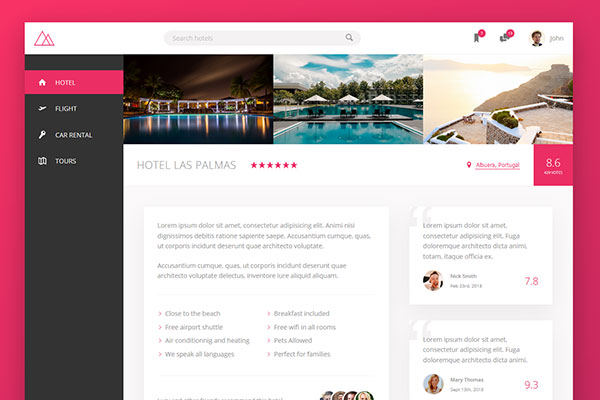 Search hotels
7
13
John
HOTEL
FLIGHT
CAR RENTAL
TOURS
HOTEL LAS PALMAS
Albuera, Portugal
8.6
429 VOTES
Lorem ipsum dolor sit amet, consectetur adipisicing elit. Animi nisi
dignissimos debitis ratione sapiente saepe. Accusantium cumque, quas,
ut corporis incidunt deserunt quae architecto voluptate.
Accusantium cumque, quas, ut corporis incidunt deserunt quae
architecto voluptate delectus, inventore iure aliquid aliquam.
Close to the beach
Free airport shuttle
Air conditionnig and heating
We speak all languages
Breakfast included
Free wifi in all rooms
Pets Allowed
Perfect for families
Lorem ipsum dolor sit amet,
consectetur adipisicing elit. Fuga
doloremque architecto dicta animi,
totam, itaque officia ex.
Nick Smith
Feb 23rd, 2018
7.8
Lorem ipsum dolor sit amet,
consectetur adipisicing elit. Fuga
doloremque architecto dicta animi.
Mary Thomas
Sept 13th, 2018
9.3